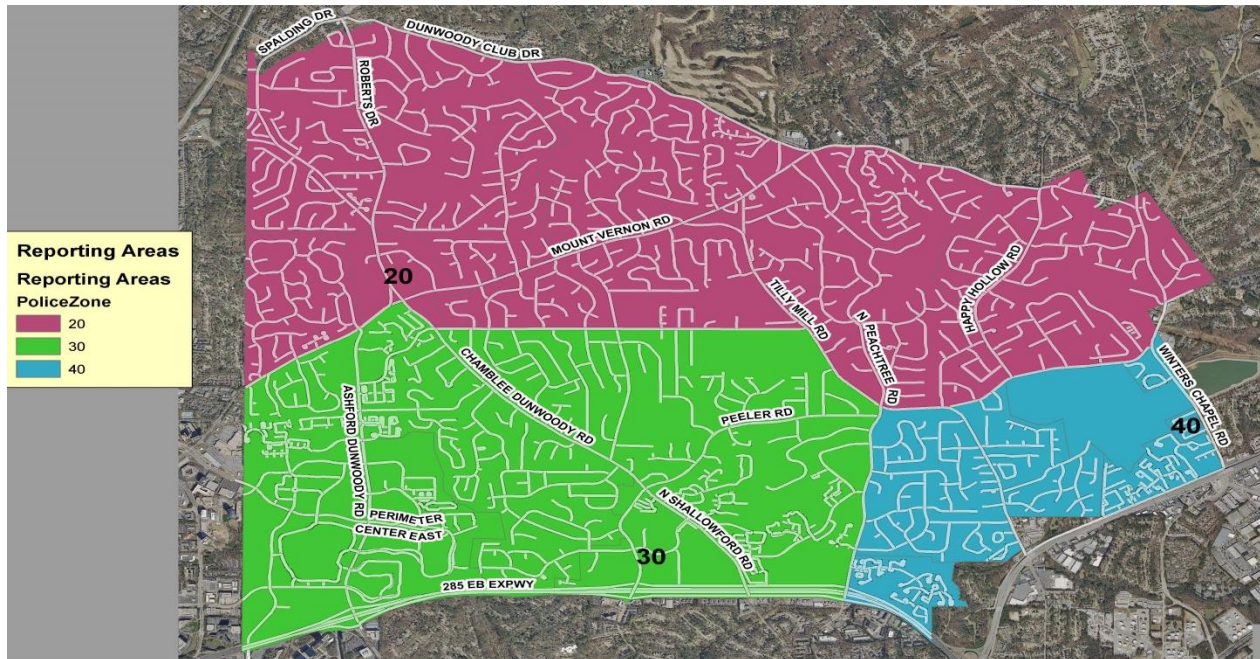 SPALDING DR
DUNWOODY CLUB DR
ROBERTS DR
MOUNT VERNON RD
20
TILLY MILL RD
N PEACHTREE RD
HAPPY HOLLOW RD
Reporting Areas
Reporting Areas
PoliceZone
20
30
40
CHAMBLEE DUNWOODY RD
ASHFORD DUNWOODY RD
PEELER RD
WINTERS CHAPEL RD
40
PERIMETER
CENTER EAST
N SHALLOWFORD RD
30
285 EB EXPWY